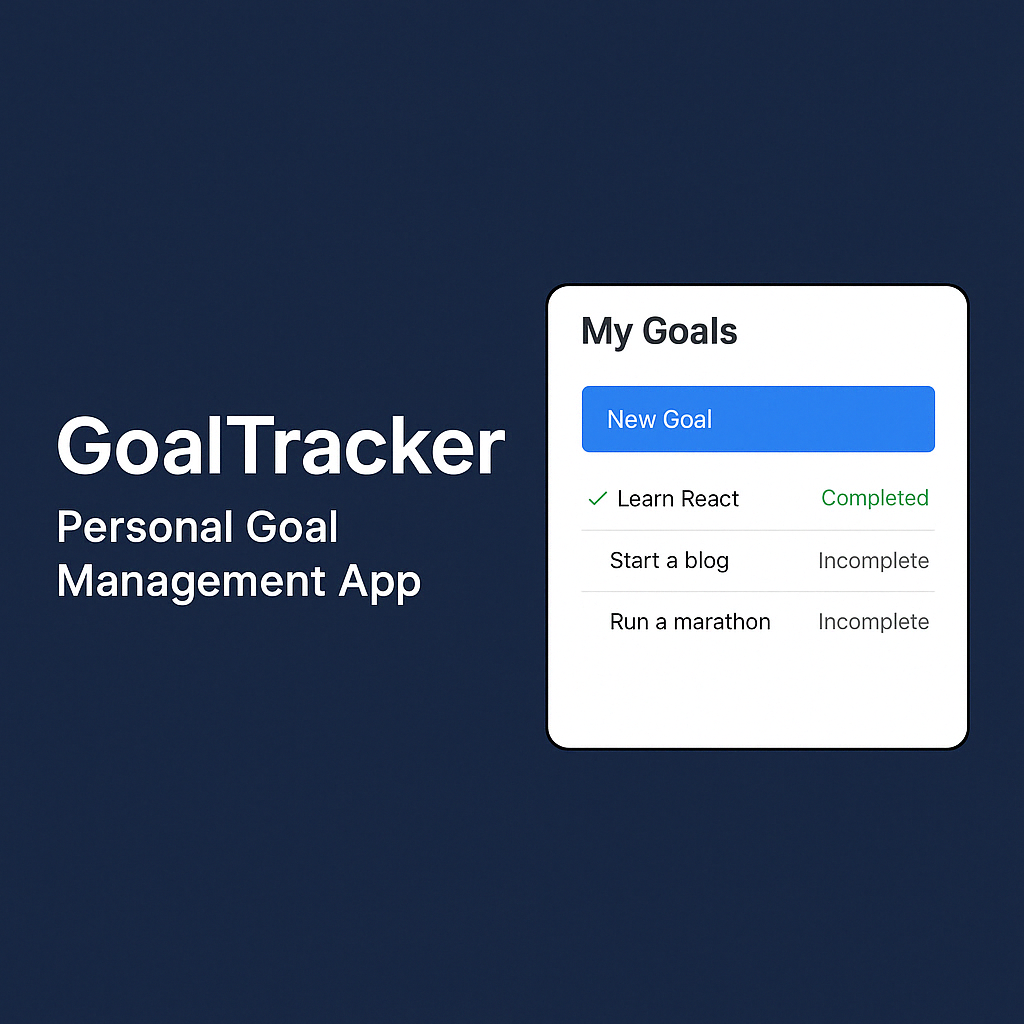 GoalTracker
Personal Goal
Management App
My Goals
New Goal
Learn React Completed
Start a blog Incomplete
Run a marathon Incomplete